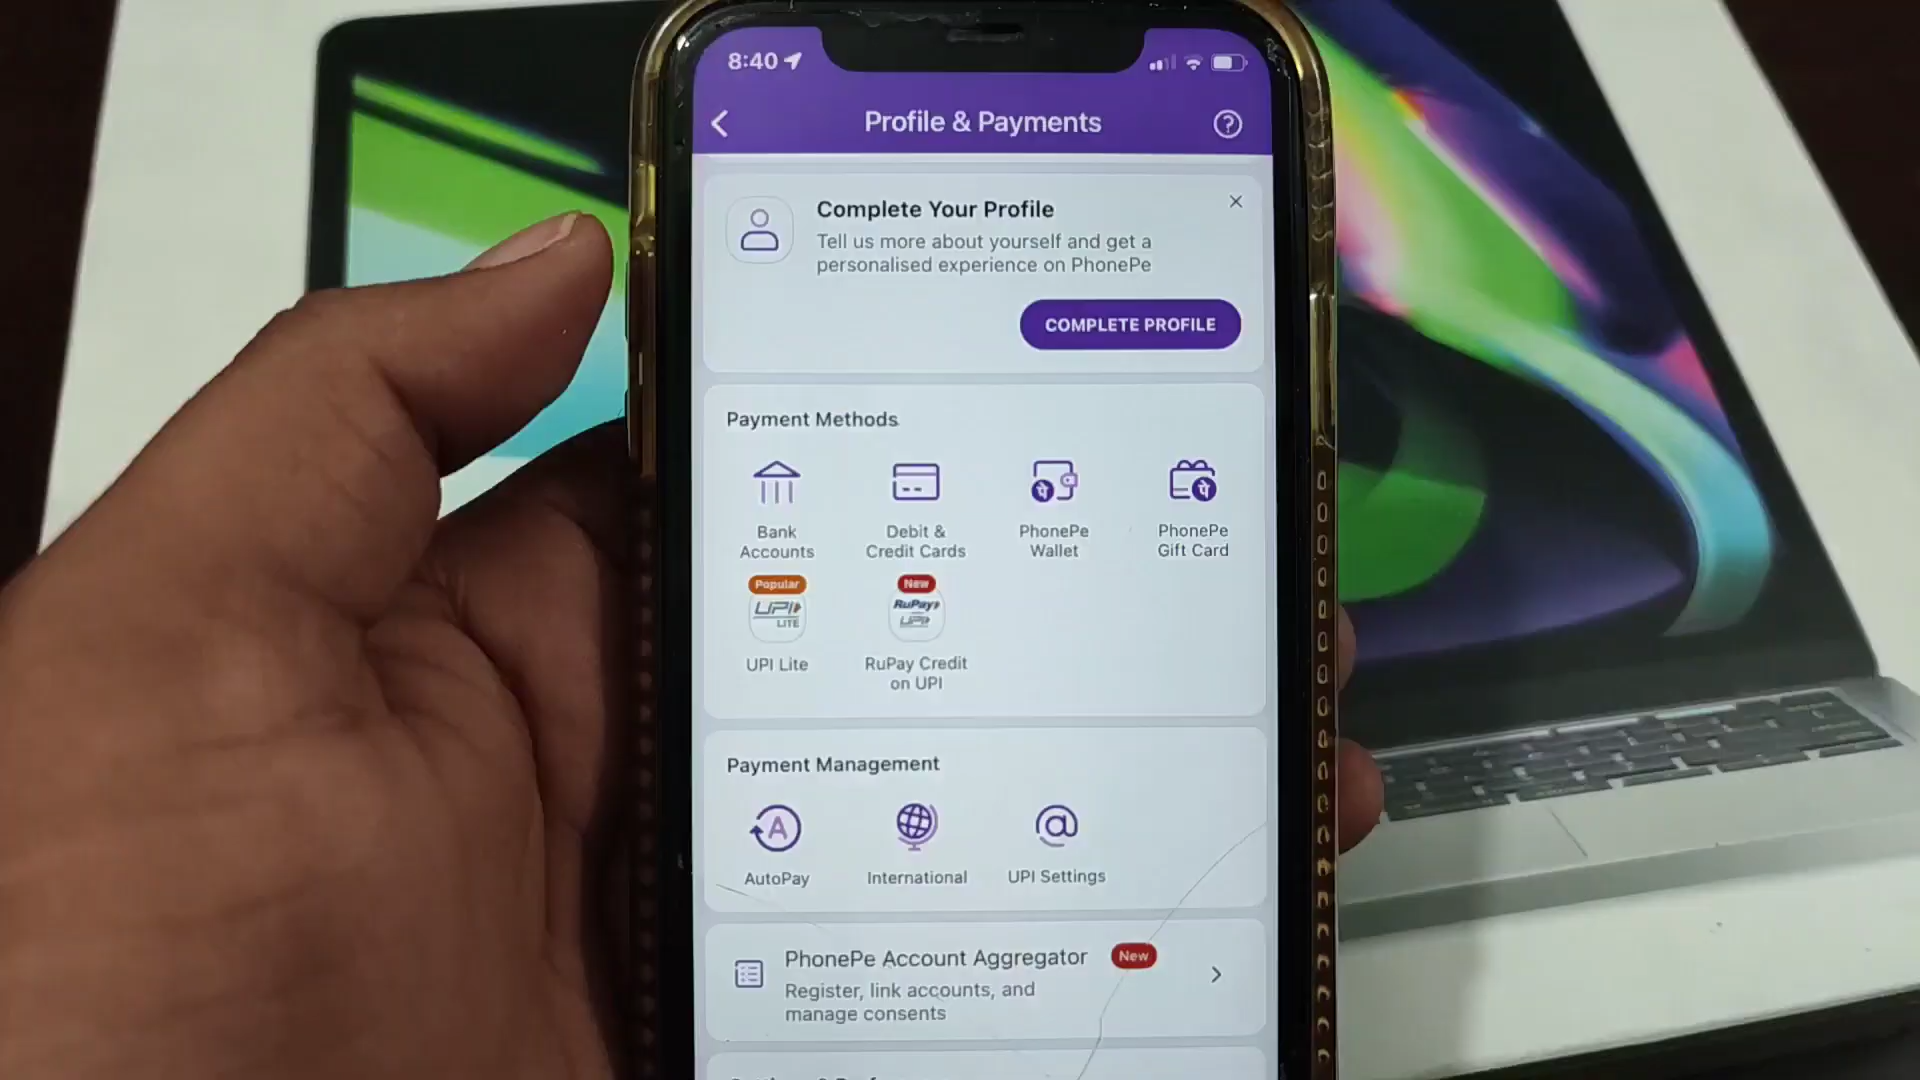 8:40
Profile & Payments
Complete Your Profile
Tell us more about yourself and get a
personalised experience on PhonePe
COMPLETE PROFILE
Payment Methods
Bank
Accounts
Debit &
Credit Cards
पे
PhonePe
Wallet
पे
PhonePe
Gift Card
Popular
UPI
LITE
UPI Lite
New
RuPay
UPI
RuPay Credit
on UPI
Payment Management
A
AutoPay
International
@
UPI Settings
PhonePe Account Aggregator
New
Register, link accounts, and
manage consents